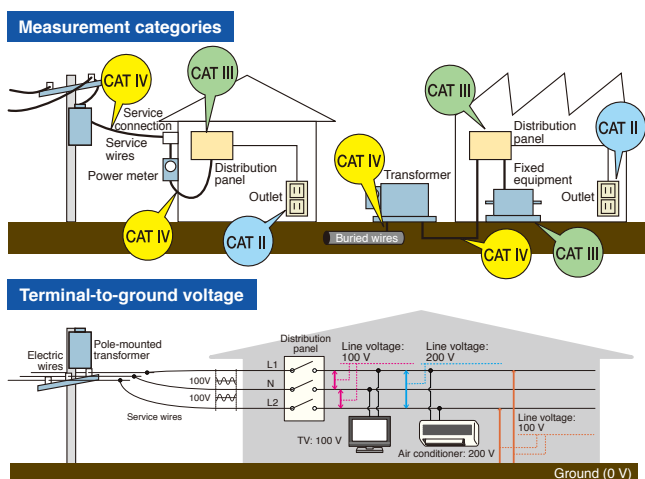 Measurement categories
CAT IV
CAT III
CAT III
CAT II
Service
connection
Service
wires
Power meter
Distribution
panel
Outlet
CAT IV
CAT II
CAT IV
Transformer
Buried wires
Distribution
panel
Fixed
equipment
Outlet
CAT IV
CAT III
Terminal-to-ground voltage
Electric
wires
Pole-mounted
transformer
Distribution
panel
Line voltage:
100 V
Line voltage:
200 V
L1
100V
N
100V
L2
Service wires
Line voltage:
100 V
TV: 100 V
Air conditioner: 200 V
Ground (0 V)